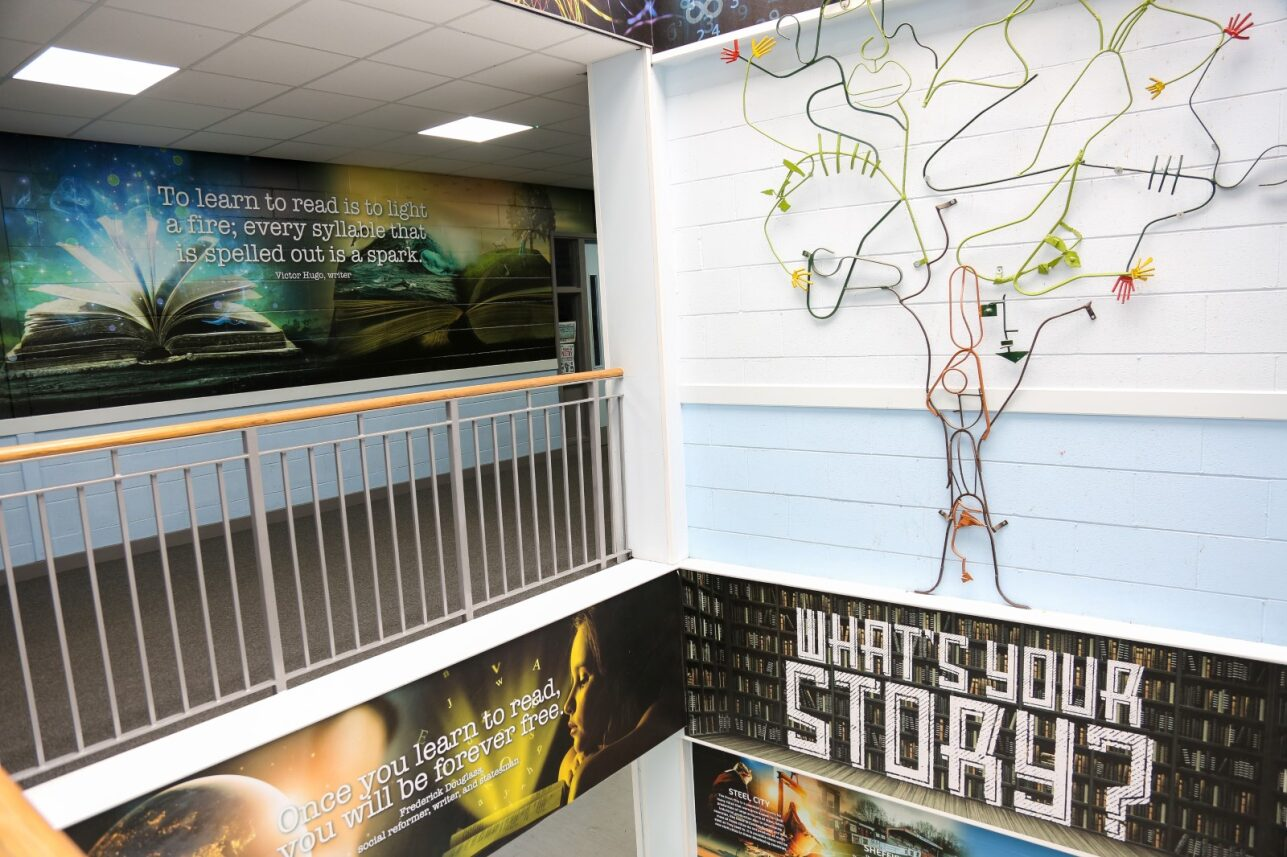 To learn to read is to light
a fire; every syllable that
is spelled out is a spark.
Victor Hugo, writer
Once you learn to read,
you will be forever free.
Frederick Douglass,
social reformer, writer, and statesman
WHAT'S YOUR
STORY?
STEEL CITY